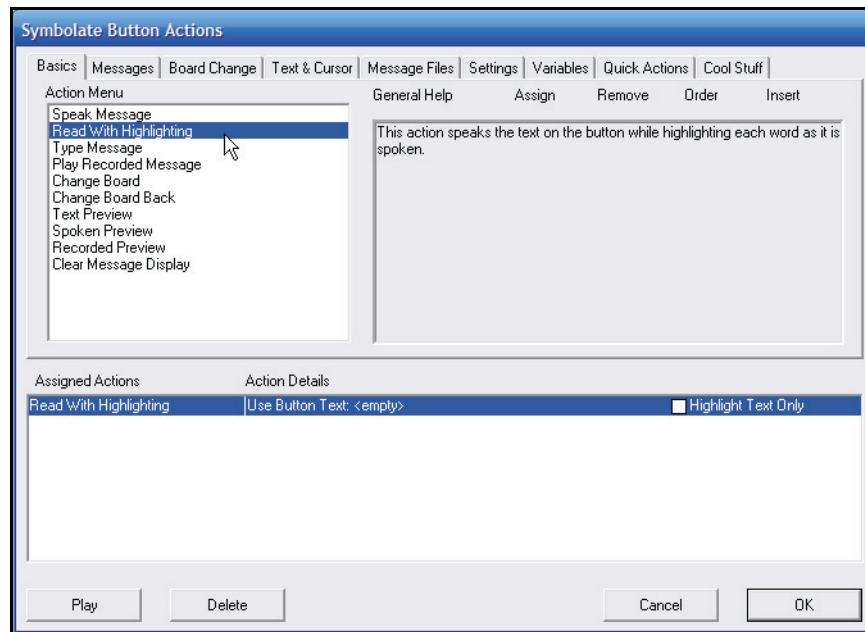 Symbolate Button Actions
Basics Messages Board Change Text & Cursor Message Files Settings Variables Quick Actions Cool Stuff
Action Menu
Speak Message
Read With Highlighting
Type Message
Play Recorded Message
Change Board
Change Board Back
Text Preview
Spoken Preview
Recorded Preview
Clear Message Display
General Help Assign Remove Order Insert
This action speaks the text on the button while highlighting each word as it is
spoken.
Assigned Actions Action Details
Read With Highlighting Use Button Text: <empty> Highlight Text Only
Play Delete Cancel OK